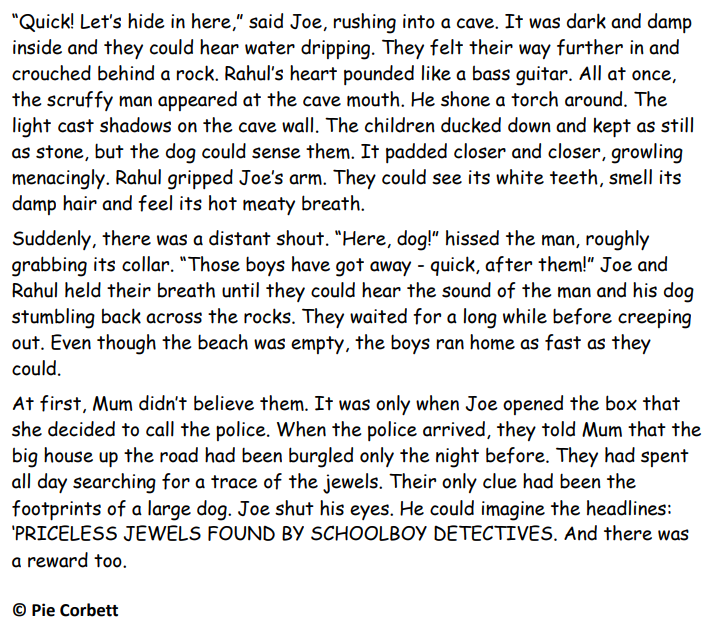 “Quick! Let’s hide in here,” said Joe, rushing into a cave. It was dark and damp
inside and they could hear water dripping. They felt their way further in and
crouched behind a rock. Rahul’s heart pounded like a bass guitar. All at once,
the scruffy man appeared at the cave mouth. He shone a torch around. The
light cast shadows on the cave wall. The children ducked down and kept as still
as stone, but the dog could sense them. It padded closer and closer, growling
menacingly. Rahul gripped Joe’s arm. They could see its white teeth, smell its
damp hair and feel its hot meaty breath.
Suddenly, there was a distant shout. “Here, dog!” hissed the man, roughly
grabbing its collar. “Those boys have got away - quick, after them!” Joe and
Rahul held their breath until they could hear the sound of the man and his dog
stumbling back across the rocks. They waited for a long while before creeping
out. Even though the beach was empty, the boys ran home as fast as they
could.
At first, Mum didn’t believe them. It was only when Joe opened the box that
she decided to call the police. When the police arrived, they told Mum that the
big house up the road had been burgled only the night before. They had spent
all day searching for a trace of the jewels. Their only clue had been the
footprints of a large dog. Joe shut his eyes. He could imagine the headlines:
‘PRICELESS JEWELS FOUND BY SCHOOLBOY DETECTIVES. And there was
a reward too.
© Pie Corbett